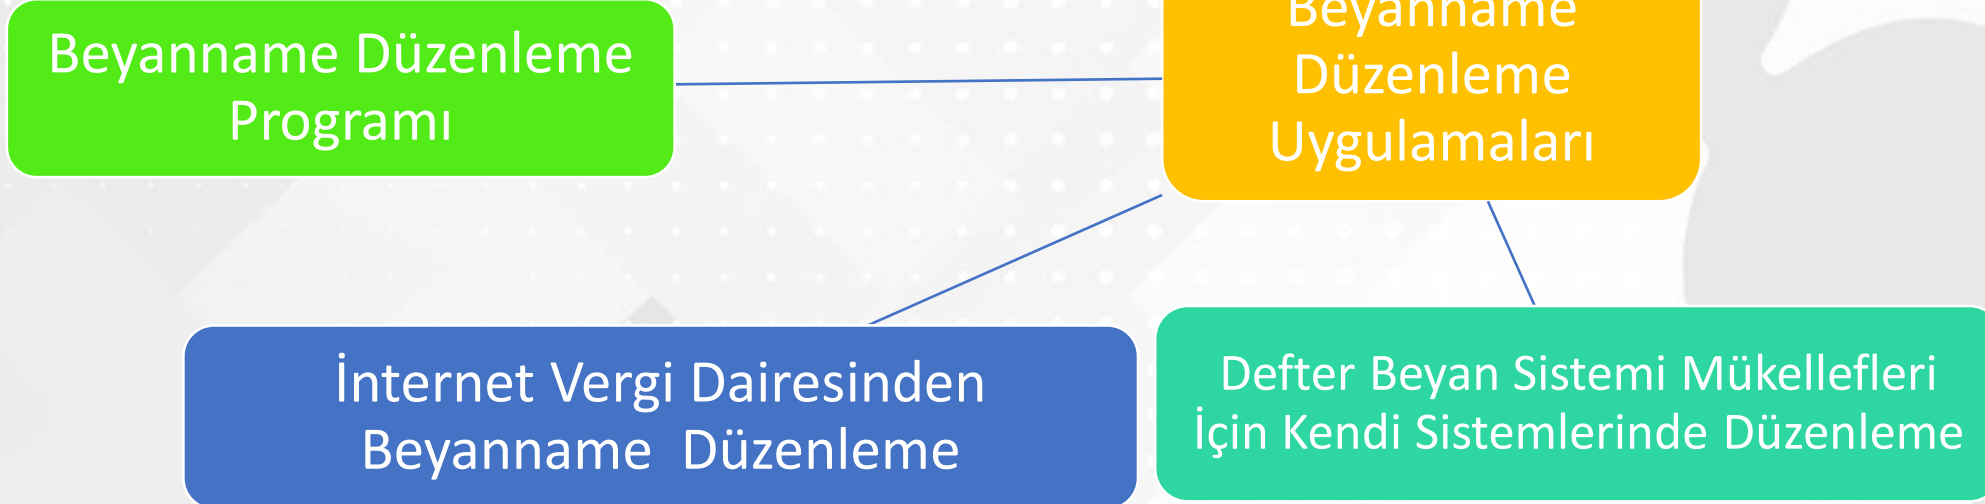 Beyanname Düzenleme
Programı
Beyanname
Düzenleme
Uygulamaları
İnternet Vergi Dairesinden
Beyanname  Düzenleme
Defter Beyan Sistemi Mükellefleri
İçin Kendi Sistemlerinde Düzenleme